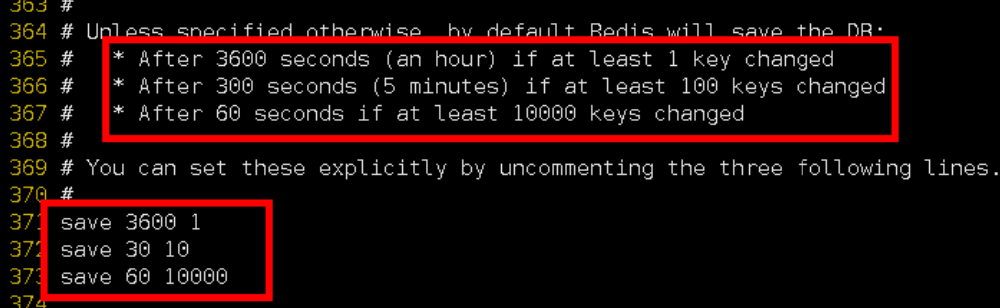 363 #
364 # Unless specified otherwise, by default Redis will save the DB:
365 #   * After 3600 seconds (an hour) if at least 1 key changed
366 #   * After 300 seconds (5 minutes) if at least 100 keys changed
367 #   * After 60 seconds if at least 10000 keys changed
368 #
369 # You can set these explicitly by uncommenting the three following lines.
370 #
371 save 3600 1
372 save 30 10
373 save 60 10000
374